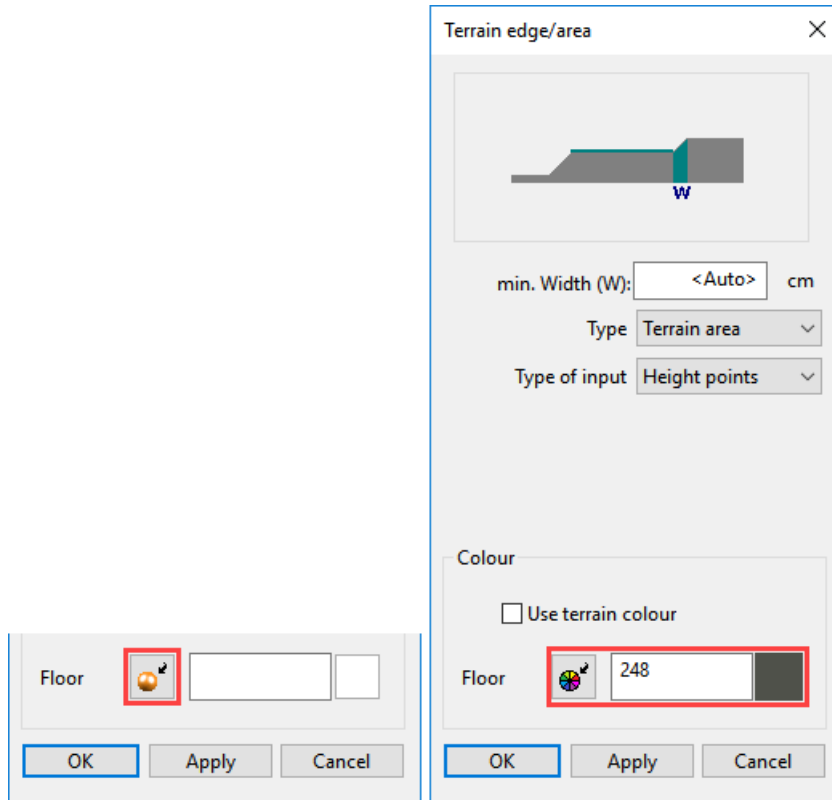 Terrain edge/area
W
min. Width (W): <Auto> cm
Type Terrain area
Type of input Height points
Colour
Use terrain colour
Floor
Floor 248
OK Apply Cancel
OK Apply Cancel